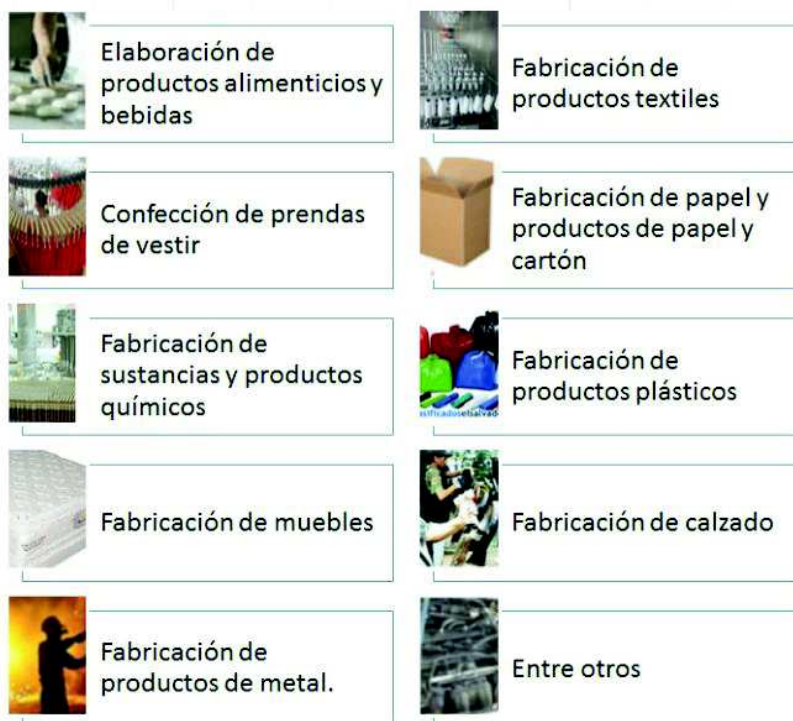 Elaboración de
productos alimenticios y
bebidas
Fabricación de
productos textiles
Confección de prendas
de vestir
Fabricación de papel y
productos de papel y
cartón
Fabricación de
sustancias y productos
químicos
Fabricación de
productos plásticos
Fabricación de muebles
Fabricación de calzado
Fabricación de
productos de metal.
Entre otros